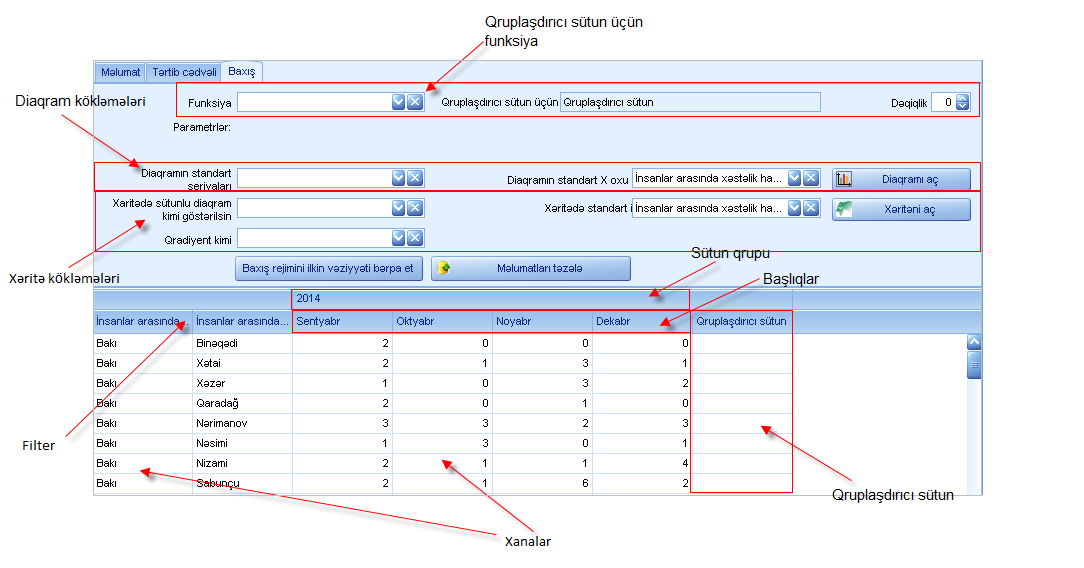 Qruplaşdırıcı sütun üçün
funksiya
Məlumat Tərtib cədvəli Baxış
Diaqram kökləmələri
Funksiya Qruplaşdırıcı sütun üçün Qruplaşdırıcı sütun Dəqiqlik 0
Parametrlər:
Diaqramın standart
seriyaları
Diaqramın standart X oxu İnsanlar arasında xəstəlik ha... Diaqramı aç
Xəritədə sütunlu diaqram
kimi göstərilsin
Xəritədə standart i İnsanlar arasında xəstəlik ha... Xəritəni aç
Qradiyent kimi
Xəritə kökləmələri
Baxış rejimini ilkin vəziyyəti bərpa et Məlumatları təzələ
Sütun qrupu
Başlıqlar
2014
İnsanlar arasında... İnsanlar arasında... Sentyabr Oktyabr Noyabr Dekabr Qruplaşdırıcı sütun
Bakı Binəqədi 2 0 0 0
Bakı Xətai 2 1 3 1
Bakı Xəzər 1 0 3 2
Bakı Qaradağ 2 0 1 0
Bakı Nərimanov 3 3 2 3
Bakı Nəsimi 1 3 0 1
Bakı Nizami 2 1 1 4
Bakı Sabunçu 2 1 6 2
Filter
Qruplaşdırıcı sütun
Xanalar